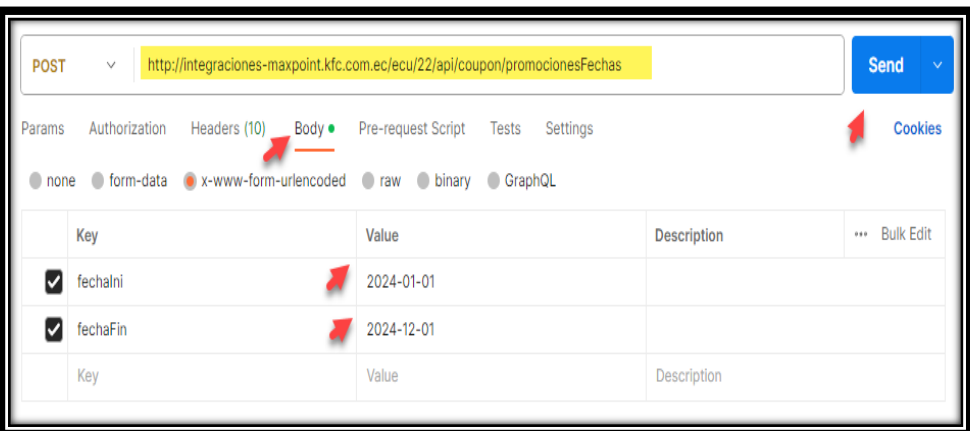 POST http://integraciones-maxpoint.kfc.com.ec/ecu/22/api/coupon/promocionesFechas Send
Params Authorization Headers (10) Body Pre-request Script Tests Settings Cookies
none form-data x-www-form-urlencoded raw binary GraphQL
Key Value Description ••• Bulk Edit
fechaIni 2024-01-01
fechaFin 2024-12-01
Key Value Description